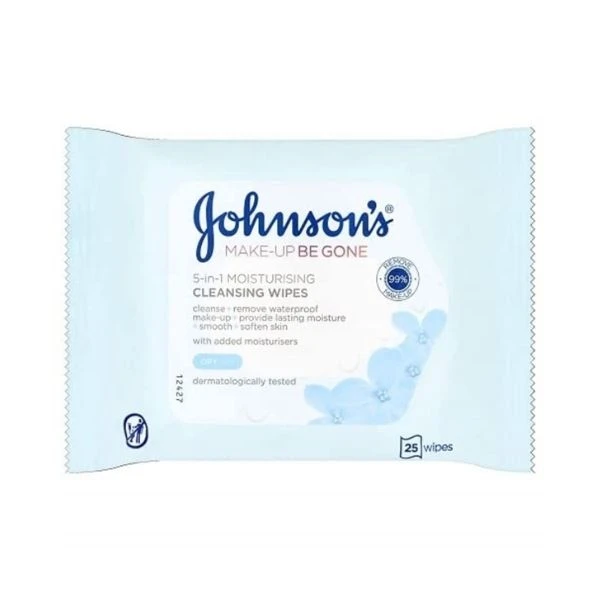 Johnson's®
MAKE-UP BE GONE
5-in-1 MOISTURISING
CLEANSING WIPES
cleanse + remove waterproof
make-up + provide lasting moisture
+ smooth + soften skin
with added moisturisers
DRY
dermatologically tested
REMOVE
99%
MAKE-UP
12427
25 wipes